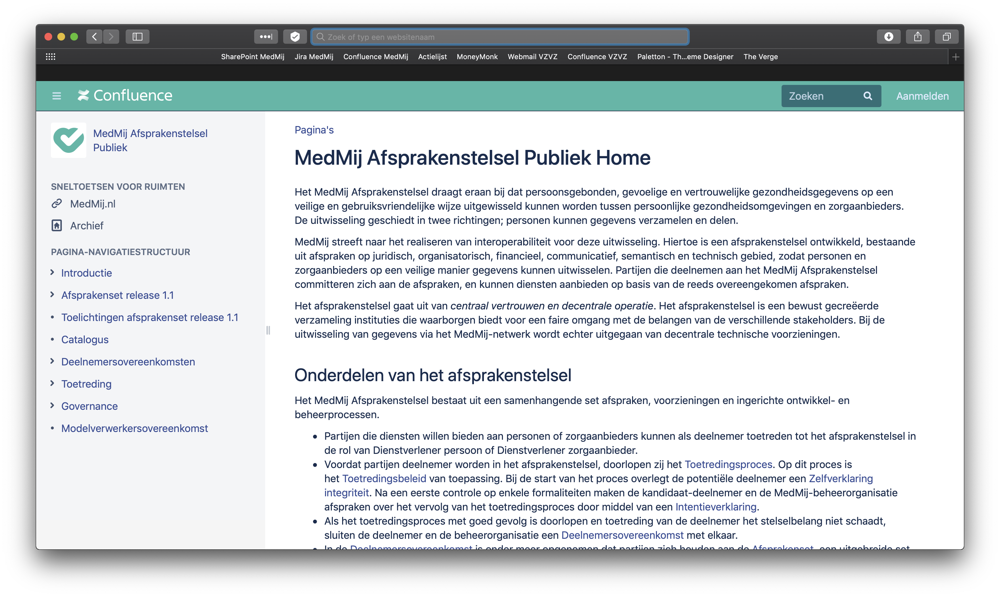 Zoek of typ een websitenaam
SharePoint MedMij Jira MedMij Confluence MedMij Actielijst MoneyMonk Webmail VZVZ Confluence VZVZ Paletton - Th...eme Designer The Verge
Confluence
Zoeken
Aanmelden
MedMij Afsprakenstelsel
Publiek
SNELTOETSEN VOOR RUIMTEN
MedMij.nl
Archief
PAGINA-NAVIGATIESTRUCTUUR
Introductie
Afsprakenset release 1.1
• Toelichtingen afsprakenset release 1.1
• Catalogus
Deelnemersovereenkomsten
Toetreding
Governance
• Modelverwerkersovereenkomst
Pagina's
MedMij Afsprakenstelsel Publiek Home
Het MedMij Afsprakenstelsel draagt eraan bij dat persoonsgebonden, gevoelige en vertrouwelijke gezondheidsgegevens op een
veilige en gebruiksvriendelijke wijze uitgewisseld kunnen worden tussen persoonlijke gezondheidsomgevingen en zorgaanbieders.
De uitwisseling geschiedt in twee richtingen; personen kunnen gegevens verzamelen en delen.
MedMij streeft naar het realiseren van interoperabiliteit voor deze uitwisseling. Hiertoe is een afsprakenstelsel ontwikkeld, bestaande
uit afspraken op juridisch, organisatorisch, financieel, communicatief, semantisch en technisch gebied, zodat personen en
zorgaanbieders op een veilige manier gegevens kunnen uitwisselen. Partijen die deelnemen aan het MedMij Afsprakenstelsel
committeren zich aan de afspraken, en kunnen diensten aanbieden op basis van de reeds overeengekomen afspraken.
Het afsprakenstelsel gaat uit van centraal vertrouwen en decentrale operatie. Het afsprakenstelsel is een bewust gecreëerde
verzameling instituties die waarborgen biedt voor een faire omgang met de belangen van de verschillende stakeholders. Bij de
uitwisseling van gegevens via het MedMij-netwerk wordt echter uitgegaan van decentrale technische voorzieningen.
Onderdelen van het afsprakenstelsel
Het MedMij Afsprakenstelsel bestaat uit een samenhangende set afspraken, voorzieningen en ingerichte ontwikkel- en
beheerprocessen.
• Partijen die diensten willen bieden aan personen of zorgaanbieders kunnen als deelnemer toetreden tot het afsprakenstelsel in
de rol van Dienstverlener persoon of Dienstverlener zorgaanbieder.
• Voordat partijen deelnemer worden in het afsprakenstelsel, doorlopen zij het Toetredingsproces. Op dit proces is
het Toetredingsbeleid van toepassing. Bij de start van het proces overlegt de potentiële deelnemer een Zelfverklaring
integriteit. Na een eerste controle op enkele formaliteiten maken de kandidaat-deelnemer en de MedMij-beheerorganisatie
afspraken over het vervolg van het toetredingsproces door middel van een Intentieverklaring.
• Als het toetredingsproces met goed gevolg is doorlopen en toetreding van de deelnemer het stelselbelang niet schaadt,
sluiten de deelnemer en de beheerorganisatie een Deelnemersovereenkomst met elkaar.
• In de Deelnemersovereenkomst is onder meer opgenomen dat partijen zich houden aan de Afsprakenset, een uitgebreide set